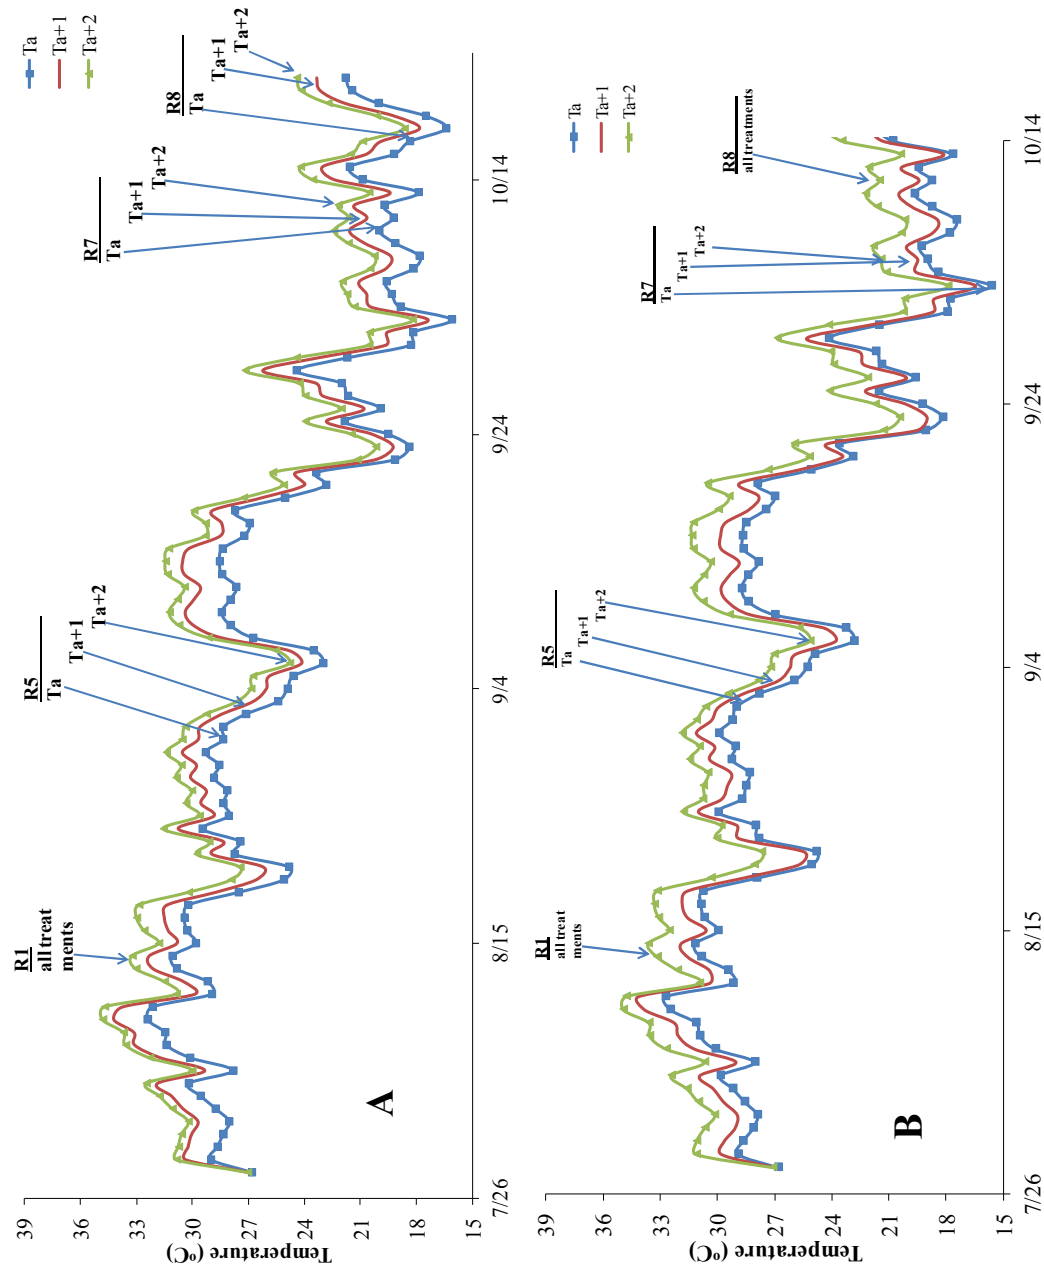 Ta
Ta+1
Ta+2
R1
all treat
ments
R5
Ta
Ta+1
Ta+2
R7
Ta
Ta+1
Ta+2
R8
Ta
Ta+1
Ta+2
A
Temperature (ºC)
39
36
33
30
27
24
21
18
15
7/26
8/15
9/4
9/24
10/14
Ta
Ta+1
Ta+2
R1
all treat
ments
R5
Ta
Ta+1
Ta+2
R7
Ta
Ta+1
Ta+2
R8
all treatments
B
Temperature (ºC)
39
36
33
30
27
24
21
18
15
7/26
8/15
9/4
9/24
10/14